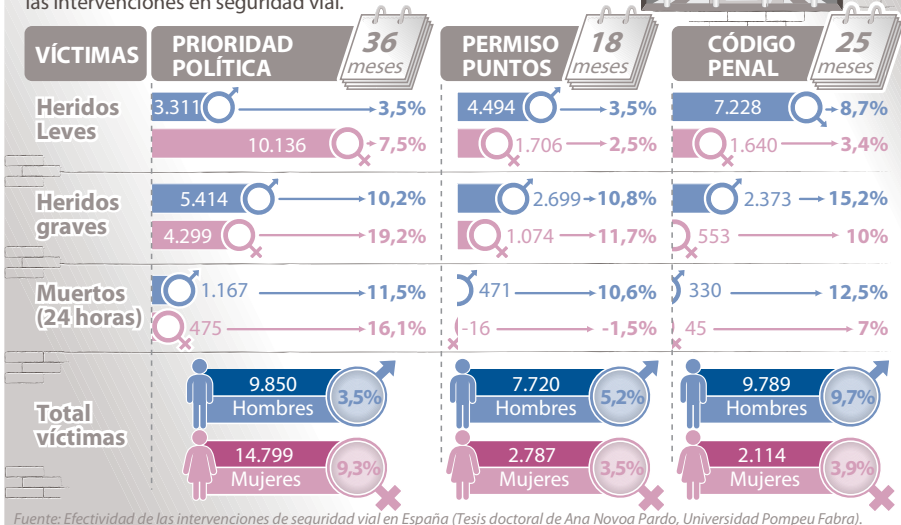 las intervenciones en seguridad vial.
VÍCTIMAS
PRIORIDAD
POLÍTICA
36
meses
PERMISO
PUNTOS
18
meses
CÓDIGO
PENAL
25
meses
Heridos
Leves
3.311
3,5%
4.494
3,5%
7.228
8,7%
10.136
7,5%
1.706
2,5%
1.640
3,4%
Heridos
graves
5.414
10,2%
2.699
10,8%
2.373
15,2%
4.299
19,2%
1.074
11,7%
553
10%
Muertos
(24 horas)
1.167
11,5%
471
10,6%
330
12,5%
475
16,1%
-16
-1,5%
45
7%
Total
víctimas
9.850
Hombres
3,5%
7.720
Hombres
5,2%
9.789
Hombres
9,7%
14.799
Mujeres
9,3%
2.787
Mujeres
3,5%
2.114
Mujeres
3,9%
Fuente: Efectividad de las intervenciones de seguridad vial en España (Tesis doctoral de Ana Novoa Pardo, Universidad Pompeu Fabra).